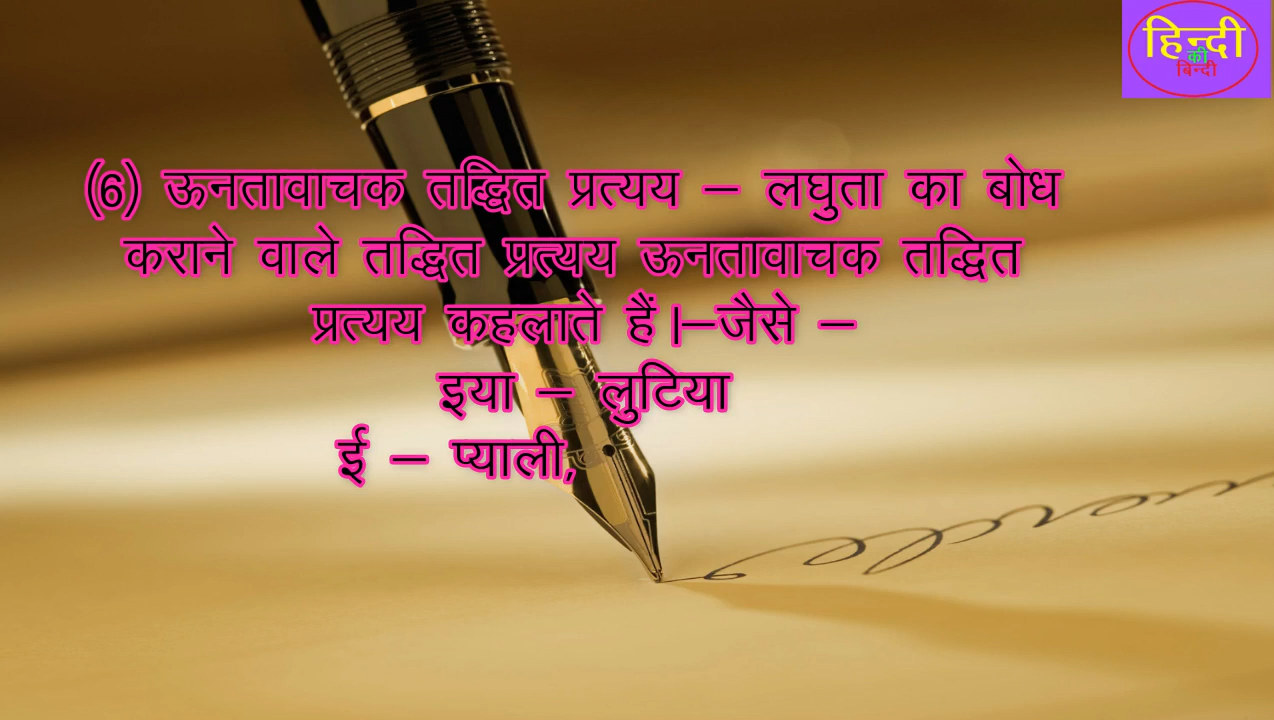 हिन्दी
की
बिन्दी
(6) ऊनतावाचक तद्धित प्रत्यय – लघुता का बोध
कराने वाले तद्धित प्रत्यय ऊनतावाचक तद्धित
प्रत्यय कहलाते हैं।–जैसे –
इया – लुटिया
ई – प्याली,